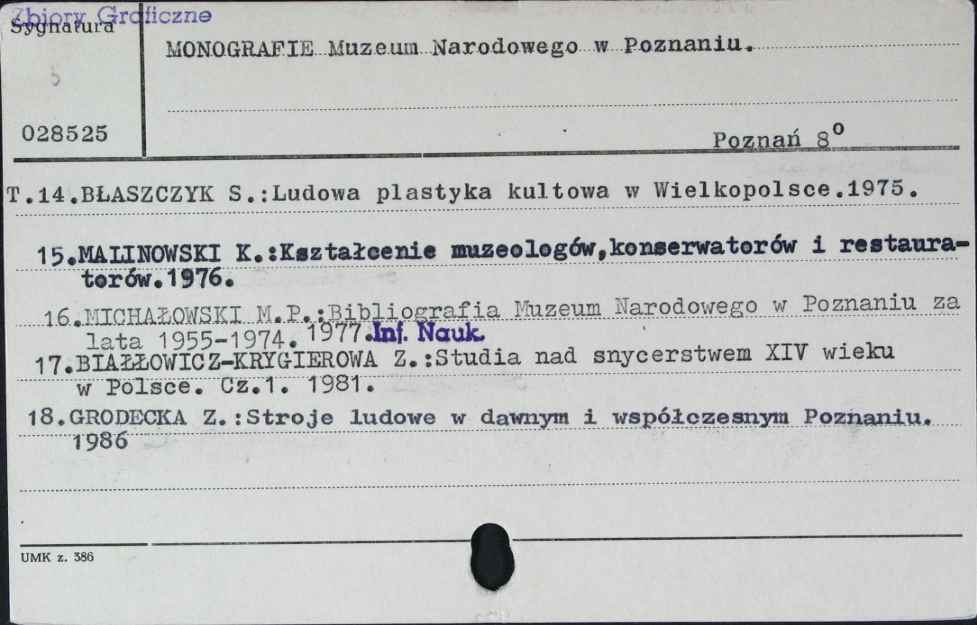 Zbiory Graficzne
Sygnatura
MONOGRAFIE Muzeum Narodowego w Poznaniu.
028525
Poznań 8º
T.14.BŁASZCZYK S.:Ludowa plastyka kultowa w Wielkopolsce.1975.
15.MALINOWSKI K.:Kształcenie muzeologów,konserwatorów i restaura-
torów.1976.
16.MICHAŁOWSKI M.P.:Bibliografia Muzeum Narodowego w Poznaniu za
lata 1955-1974. 1977.Inf. Nauk.
17.BIAŁŁOWICZ-KRYGIEROWA Z.:Studia nad snycerstwem XIV wieku
w Polsce. Cz.1. 1981.
18.GRODECKA Z.:Stroje ludowe w dawnym i współczesnym Poznaniu.
1986
UMK z. 386